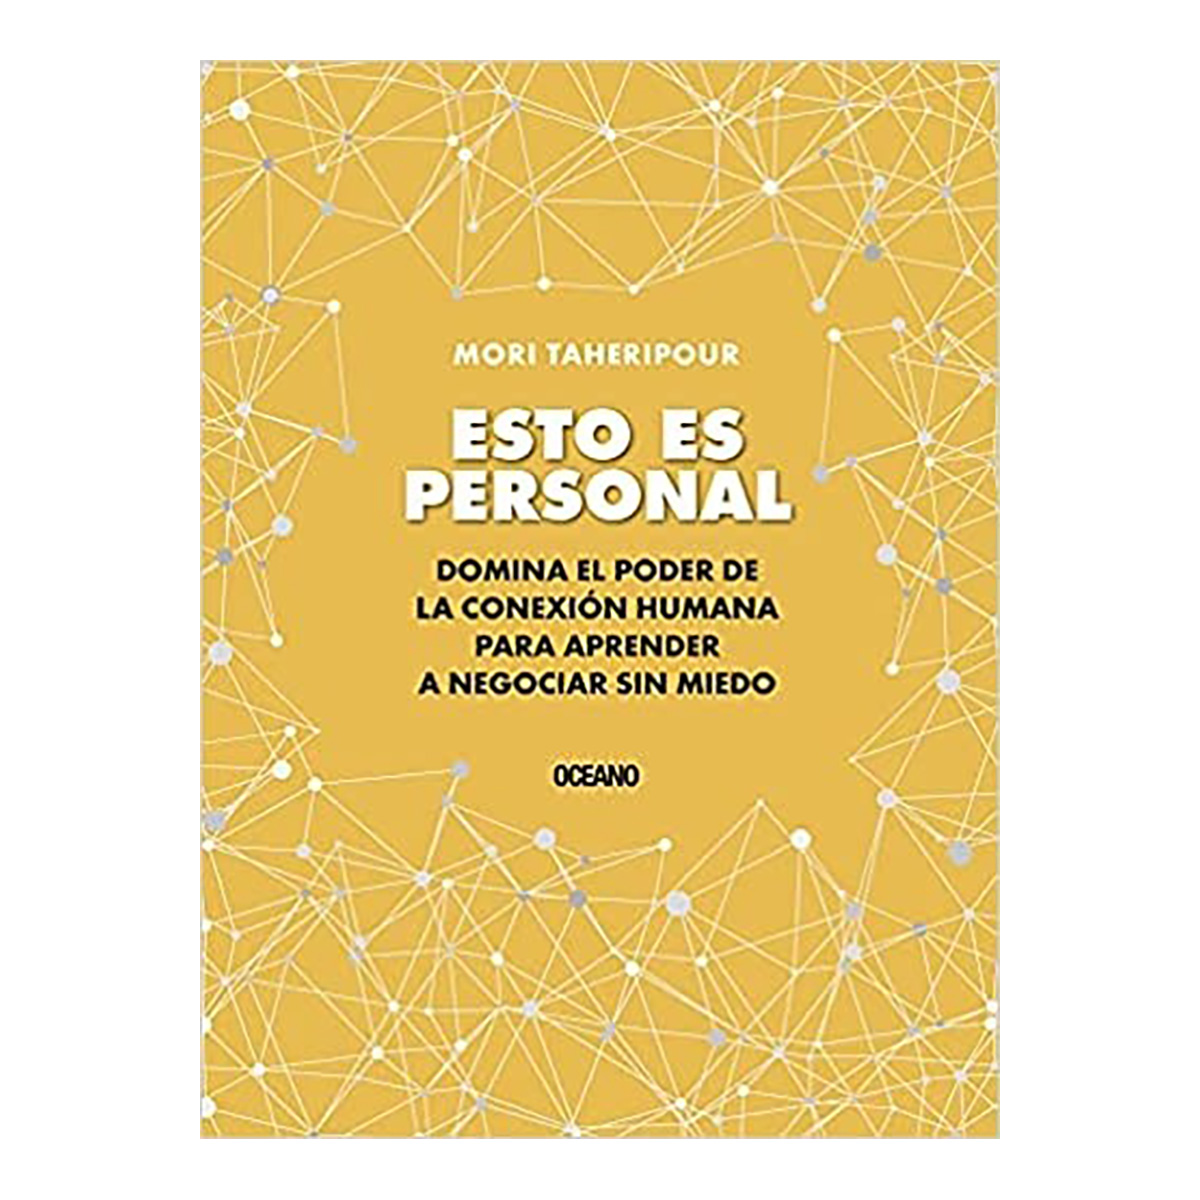 MORI TAHERIPOUR
ESTO ES
PERSONAL
DOMINA EL PODER DE
LA CONEXIÓN HUMANA
PARA APRENDER
A NEGOCIAR SIN MIEDO
OCEANO